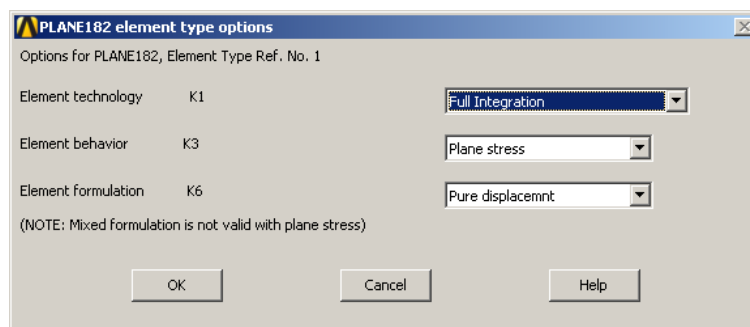 PLANE182 element type options
Options for PLANE182, Element Type Ref. No. 1
Element technology K1 Full Integration
Element behavior K3 Plane stress
Element formulation K6 Pure displacemnt
(NOTE: Mixed formulation is not valid with plane stress)
OK Cancel Help